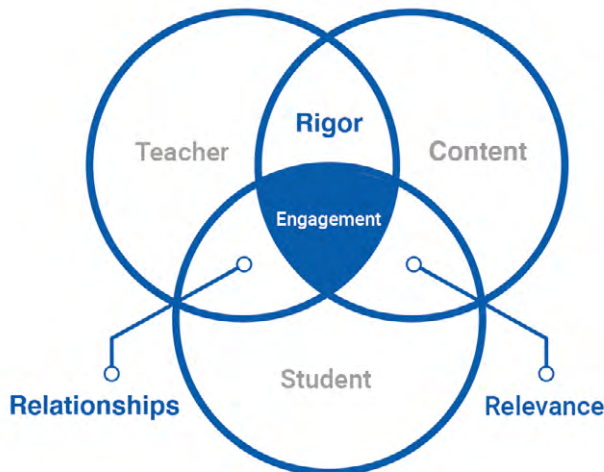 Rigor
Teacher
Content
Engagement
Student
Relationships
Relevance